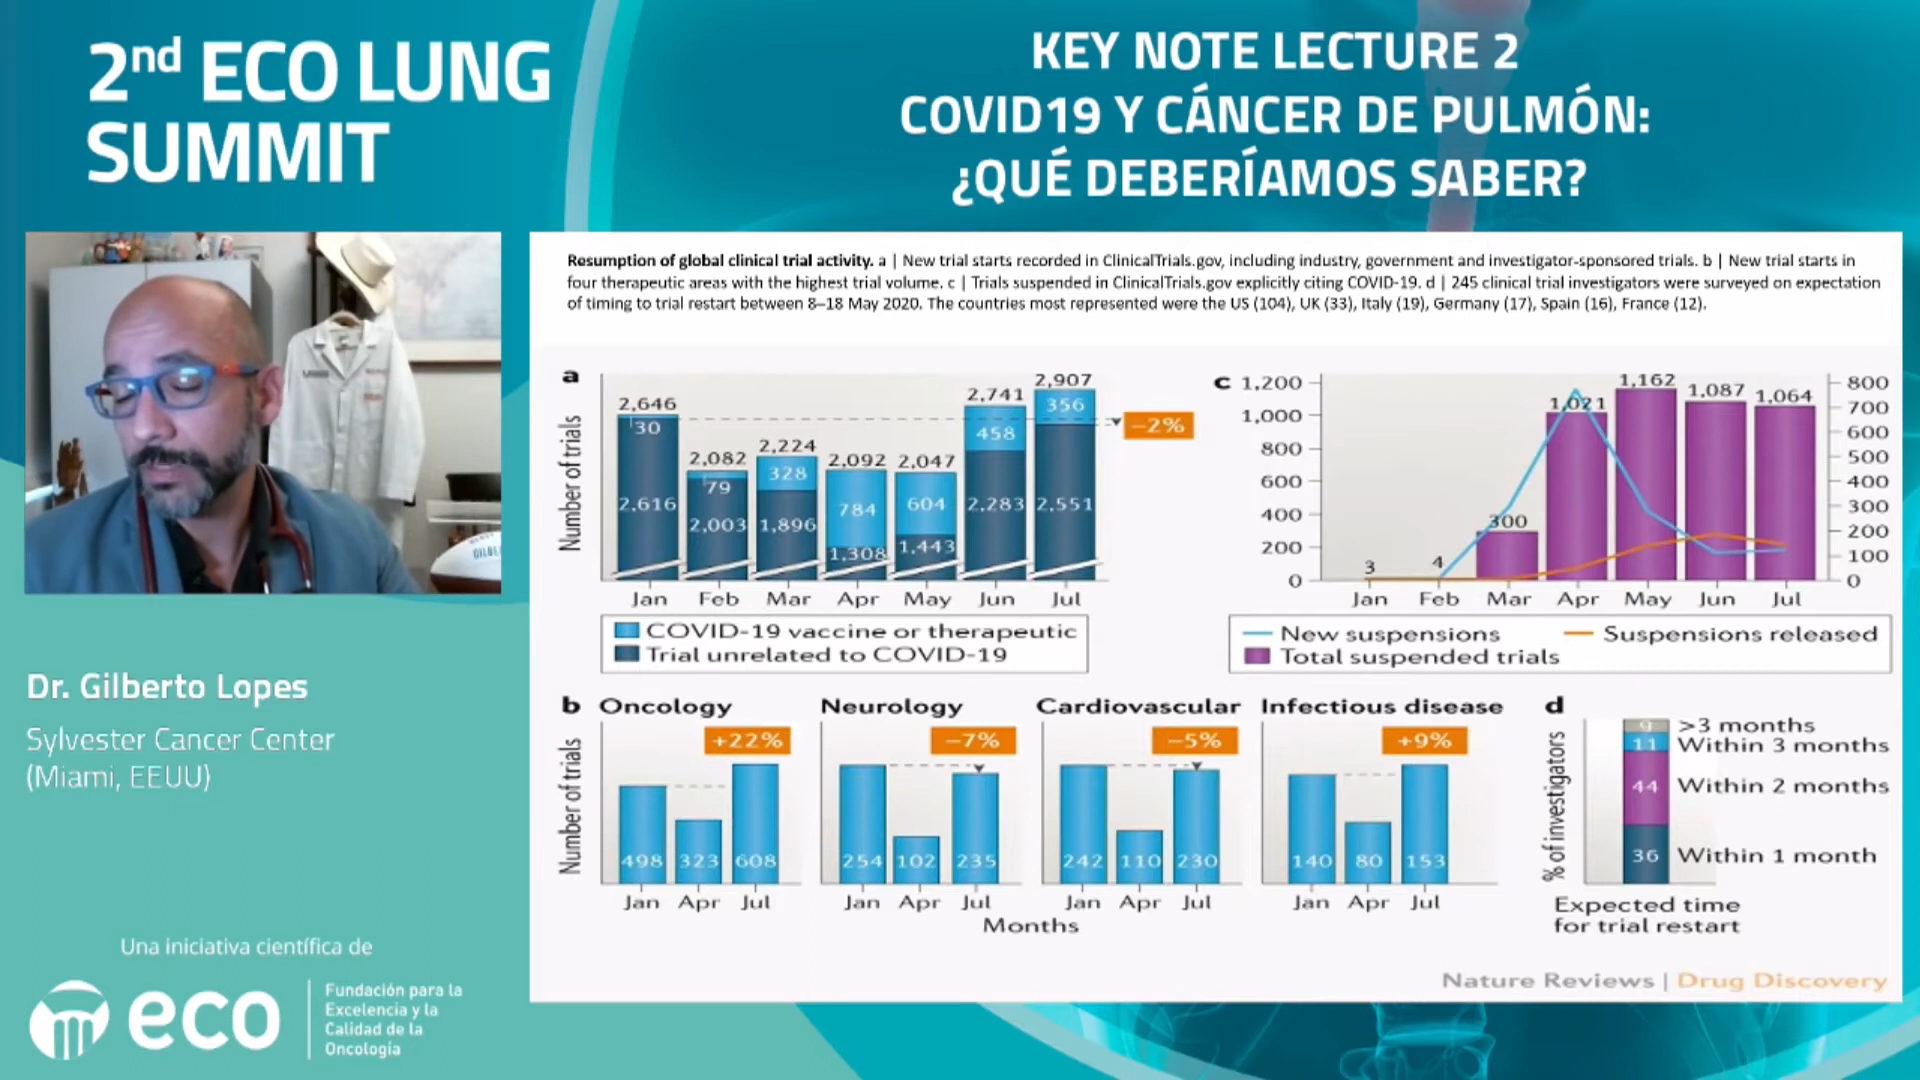 2nd ECO LUNG
SUMMIT
KEY NOTE LECTURE 2
COVID19 Y CÁNCER DE PULMÓN:
¿QUÉ DEBERÍAMOS SABER?
Resumption of global clinical trial activity. a | New trial starts recorded in ClinicalTrials.gov, including industry, government and investigator-sponsored trials. b | New trial starts in
four therapeutic areas with the highest trial volume. c | Trials suspended in ClinicalTrials.gov explicitly citing COVID-19. d | 245 clinical trial investigators were surveyed on expectation
of timing to trial restart between 8–18 May 2020. The countries most represented were the US (104), UK (33), Italy (19), Germany (17), Spain (16), France (12).
a
Number of trials
2,646 2,082 2,224 2,092 2,047 2,741 2,907
30 79 328 784 604 458 356
2,616 2,003 1,896 1,308 1,443 2,283 2,551
−2%
Jan Feb Mar Apr May Jun Jul
COVID-19 vaccine or therapeutic
Trial unrelated to COVID-19
c
1,200
1,000
800
600
400
200
0
3 4 300 1,021 1,162 1,087 1,064
800
700
600
500
400
300
200
100
0
Jan Feb Mar Apr May Jun Jul
New suspensions Suspensions released
Total suspended trials
b
Number of trials
Oncology
+22%
498 323 608
Jan Apr Jul
Neurology
−7%
254 102 235
Jan Apr Jul
Cardiovascular
−5%
242 110 230
Jan Apr Jul
Infectious disease
+9%
140 80 153
Jan Apr Jul
Months
d
% of investigators
9 >3 months
11 Within 3 months
44 Within 2 months
36 Within 1 month
Expected time
for trial restart
Nature Reviews | Drug Discovery
Dr. Gilberto Lopes
Sylvester Cancer Center
(Miami, EEUU)
Una iniciativa científica de
eco
Fundación para la
Excelencia y la
Calidad de la
Oncología